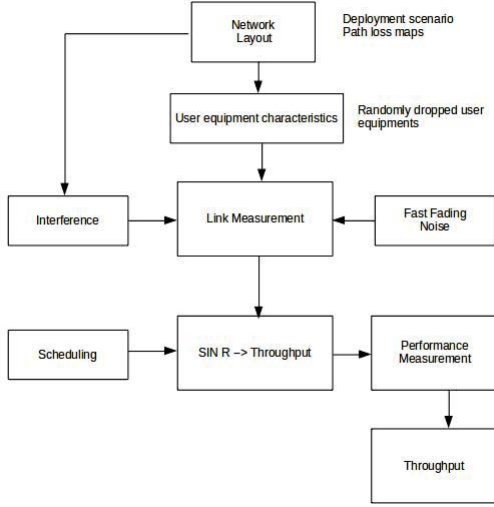 Network
Layout
Deployment scenario
Path loss maps
User equipment characteristics
Randomly dropped user
equipments
Interference
Link Measurement
Fast Fading
Noise
Scheduling
SIN R –> Throughput
Performance
Measurement
Throughput